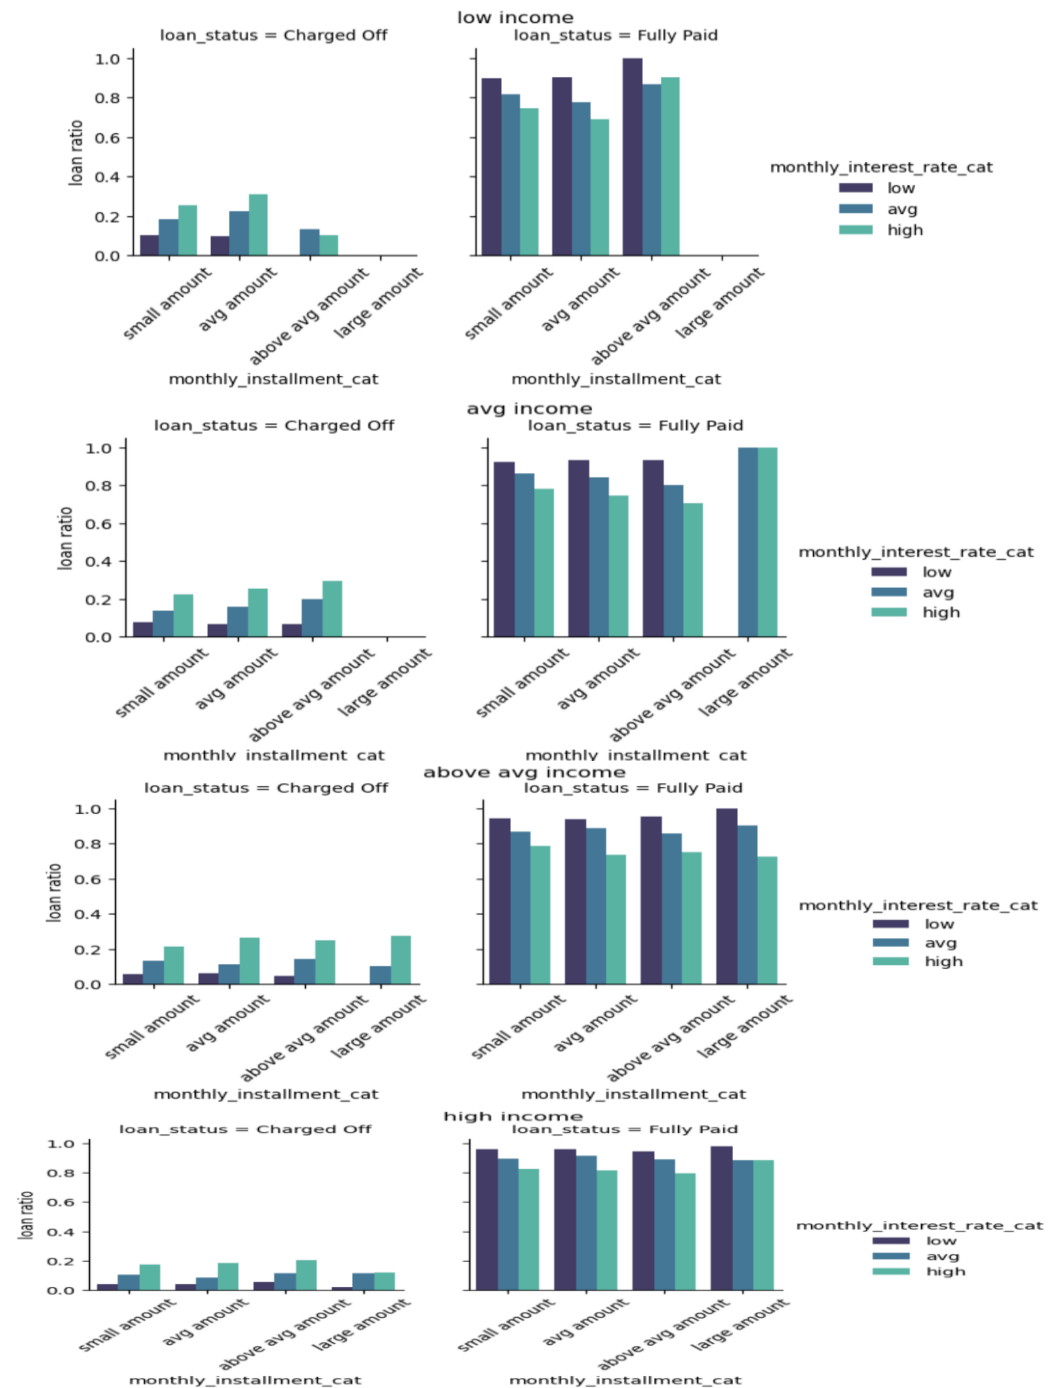 low income
loan_status = Charged Off
loan_status = Fully Paid
loan ratio
1.0
0.8
0.6
0.4
0.2
0.0
small amount
avg amount
above avg amount
large amount
monthly_installment_cat
small amount
avg amount
above avg amount
large amount
monthly_installment_cat
monthly_interest_rate_cat
low
avg
high
avg income
loan_status = Charged Off
loan_status = Fully Paid
loan ratio
1.0
0.8
0.6
0.4
0.2
0.0
small amount
avg amount
above avg amount
large amount
monthly_installment_cat
small amount
avg amount
above avg amount
large amount
monthly_installment_cat
monthly_interest_rate_cat
low
avg
high
above avg income
loan_status = Charged Off
loan_status = Fully Paid
loan ratio
1.0
0.8
0.6
0.4
0.2
0.0
small amount
avg amount
above avg amount
large amount
monthly_installment_cat
small amount
avg amount
above avg amount
large amount
monthly_installment_cat
monthly_interest_rate_cat
low
avg
high
high income
loan_status = Charged Off
loan_status = Fully Paid
loan ratio
1.0
0.8
0.6
0.4
0.2
0.0
small amount
avg amount
above avg amount
large amount
monthly_installment_cat
small amount
avg amount
above avg amount
large amount
monthly_installment_cat
monthly_interest_rate_cat
low
avg
high